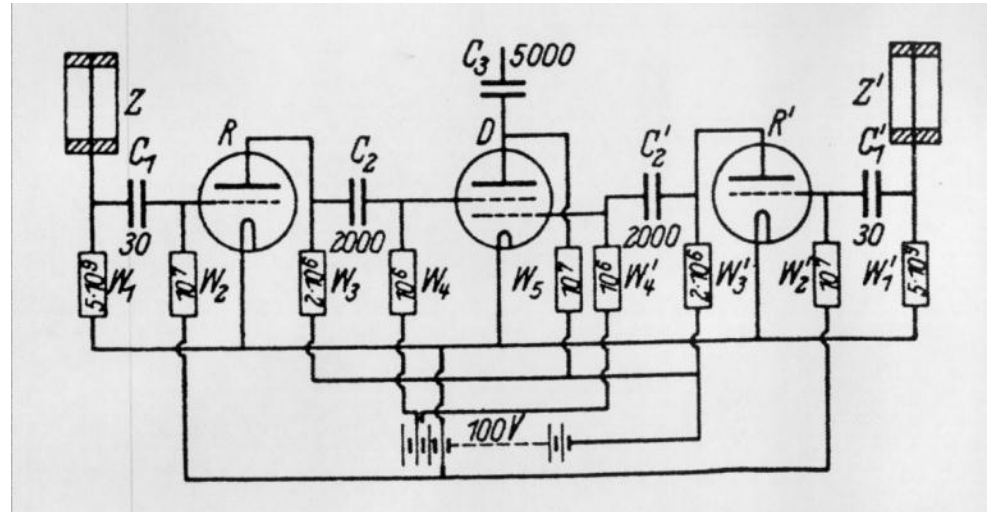 C₃ 5000
Z
Z'
R
D
R'
C₁
C₂
C₂'
C₁'
30
2000
2000
30
5·10⁹
W₁
10⁷
W₂
2·10⁶
W₃
10⁶
W₄
W₅
10⁷
10⁶
W₄'
2·10⁶
W₃'
W₂'
10⁷
W₁'
5·10⁹
100V